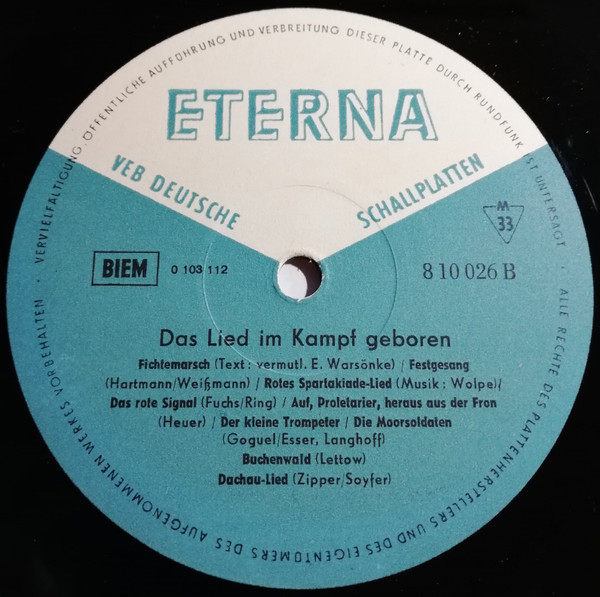 VERVIELFÄLTIGUNG, ÖFFENTLICHE AUFFÜHRUNG UND VERBREITUNG DIESER PLATTE DURCH RUNDFUNK IST UNTERSAGT · ALLE RECHTE DES PLATTENHERSTELLERS UND DES EIGENTÜMERS DES AUFGENOMMENEN WERKES VORBEHALTEN ·
ETERNA
VEB DEUTSCHE SCHALLPLATTEN
M
33
BIEM
0 103 112
8 10 026 B
Das Lied im Kampf geboren
Fichtemarsch (Text: vermutl. E. Warsönke) / Festgesang
(Hartmann/Weißmann) / Rotes Spartakiade-Lied (Musik: Wolpe)/
Das rote Signal (Fuchs/Ring) / Auf, Proletarier, heraus aus der Fron
(Heuer) / Der kleine Trompeter / Die Moorsoldaten
(Goguel/Esser, Langhoff)
Buchenwald (Lettow)
Dachau-Lied (Zipper/Soyfer)